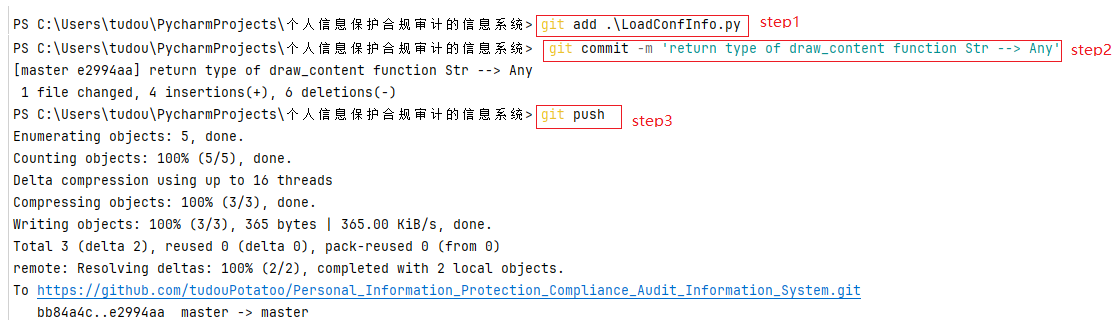 PS C:\Users\tudou\PycharmProjects\个人信息保护合规审计的信息系统> git add .\LoadConfInfo.py step1
PS C:\Users\tudou\PycharmProjects\个人信息保护合规审计的信息系统> git commit -m 'return type of draw_content function Str --> Any' step2
[master e2994aa] return type of draw_content function Str --> Any
1 file changed, 4 insertions(+), 6 deletions(-)
PS C:\Users\tudou\PycharmProjects\个人信息保护合规审计的信息系统> git push step3
Enumerating objects: 5, done.
Counting objects: 100% (5/5), done.
Delta compression using up to 16 threads
Compressing objects: 100% (3/3), done.
Writing objects: 100% (3/3), 365 bytes | 365.00 KiB/s, done.
Total 3 (delta 2), reused 0 (delta 0), pack-reused 0 (from 0)
remote: Resolving deltas: 100% (2/2), completed with 2 local objects.
To https://github.com/tudouPotatoo/Personal_Information_Protection_Compliance_Audit_Information_System.git
bb84a4c..e2994aa master -> master